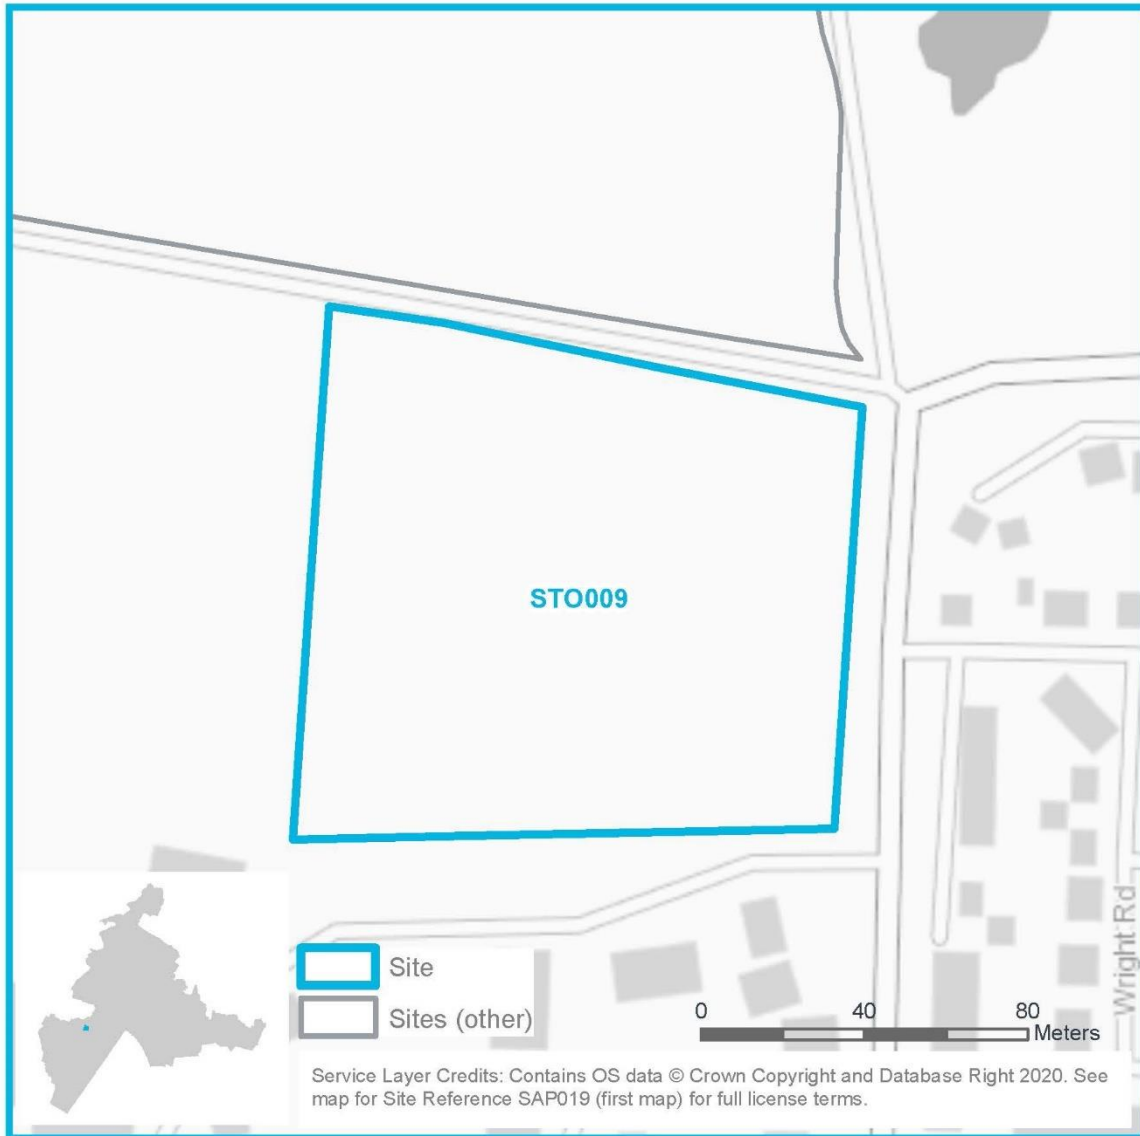 STO009
Wright Rd
Site
Sites (other)
0 40 80
Meters
Service Layer Credits: Contains OS data © Crown Copyright and Database Right 2020. See
map for Site Reference SAP019 (first map) for full license terms.